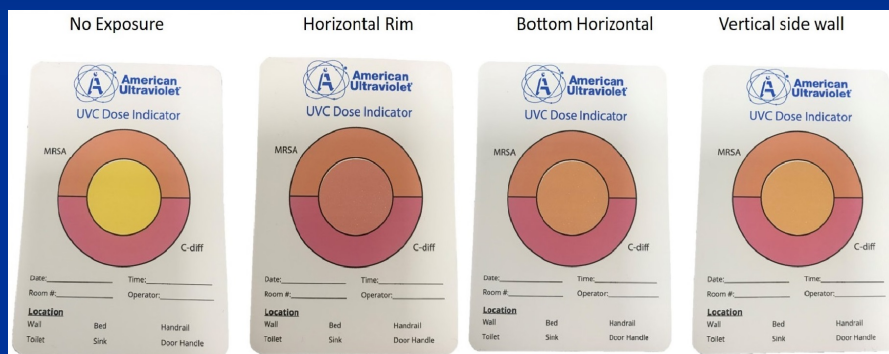 No Exposure
Horizontal Rim
Bottom Horizontal
Vertical side wall
American
Ultraviolet
UVC Dose Indicator
MRSA
C-diff
Date:
Time:
Room #:
Operator:
Location
Wall Bed Handrail
Toilet Sink Door Handle
American
Ultraviolet
UVC Dose Indicator
MRSA
C-diff
Date:
Time:
Room #:
Operator:
Location
Wall Bed Handrail
Toilet Sink Door Handle
American
Ultraviolet
UVC Dose Indicator
MRSA
C-diff
Date:
Time:
Room #:
Operator:
Location
Wall Bed Handrail
Toilet Sink Door Handle
American
Ultraviolet
UVC Dose Indicator
MRSA
C-diff
Date:
Time:
Room #:
Operator:
Location
Wall Bed Handrail
Toilet Sink Door Handle